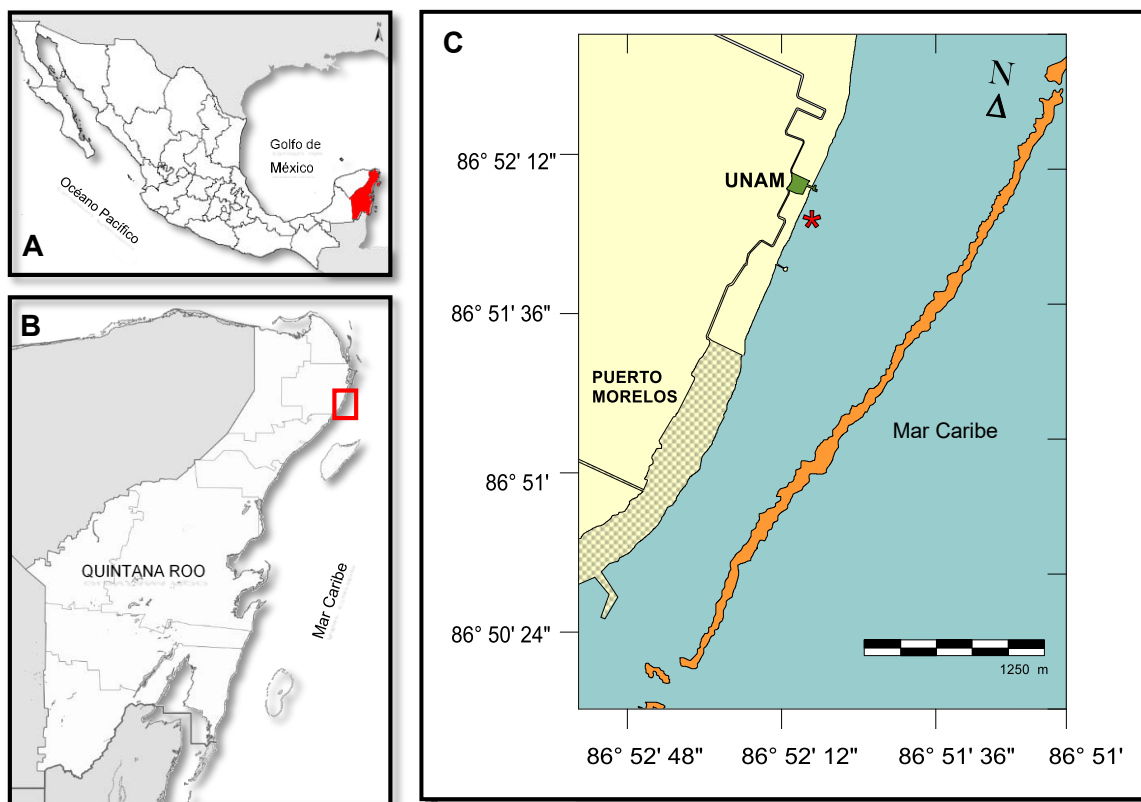 N
Golfo de
México
Océano Pacífico
A
B
QUINTANA ROO
Mar Caribe
C
N
Δ
86° 52' 12"
UNAM
*
86° 51' 36"
PUERTO
MORELOS
Mar Caribe
86° 51'
86° 50' 24"
1250 m
86° 52' 48" 86° 52' 12" 86° 51' 36" 86° 51'